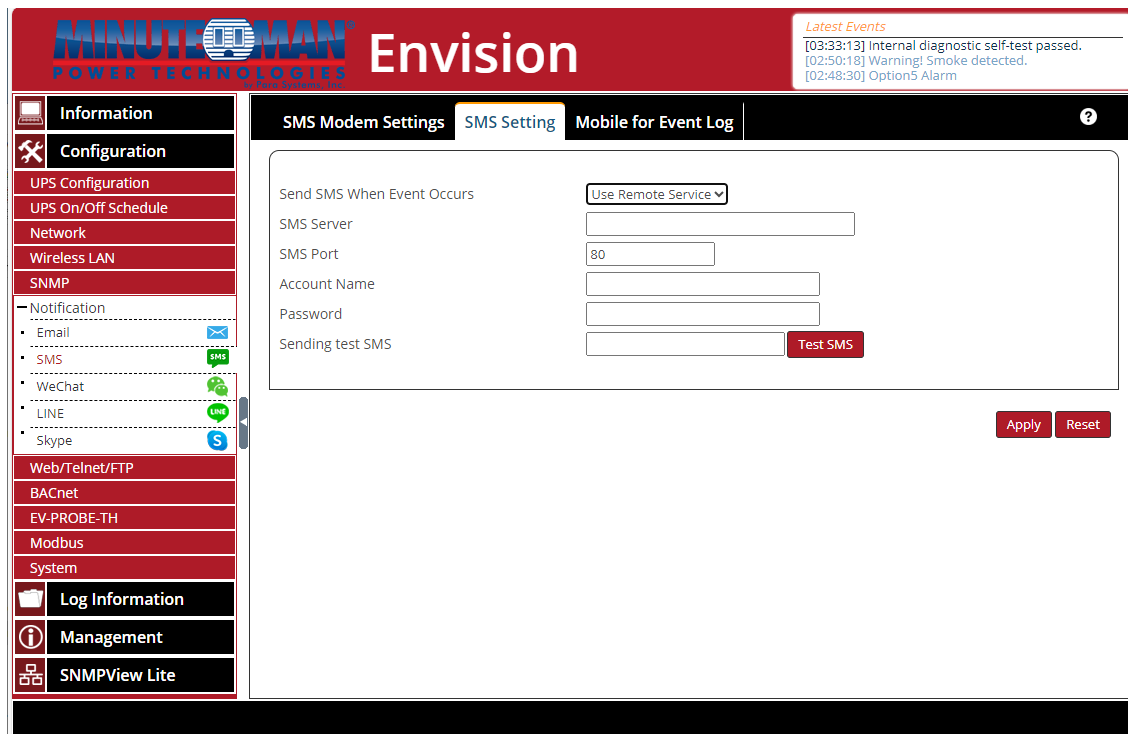 MINUTEMAN
POWER TECHNOLOGIES
by Para Systems, Inc.
Envision
Latest Events
[03:33:13] Internal diagnostic self-test passed.
[02:50:18] Warning! Smoke detected.
[02:48:30] Option5 Alarm
Information
Configuration
UPS Configuration
UPS On/Off Schedule
Network
Wireless LAN
SNMP
Notification
Email
SMS
SMS
WeChat
LINE
LINE
Skype
S
Web/Telnet/FTP
BACnet
EV-PROBE-TH
Modbus
System
Log Information
Management
SNMPView Lite
SMS Modem Settings
SMS Setting
Mobile for Event Log
?
Send SMS When Event Occurs Use Remote Service
SMS Server
SMS Port 80
Account Name
Password
Sending test SMS Test SMS
Apply Reset